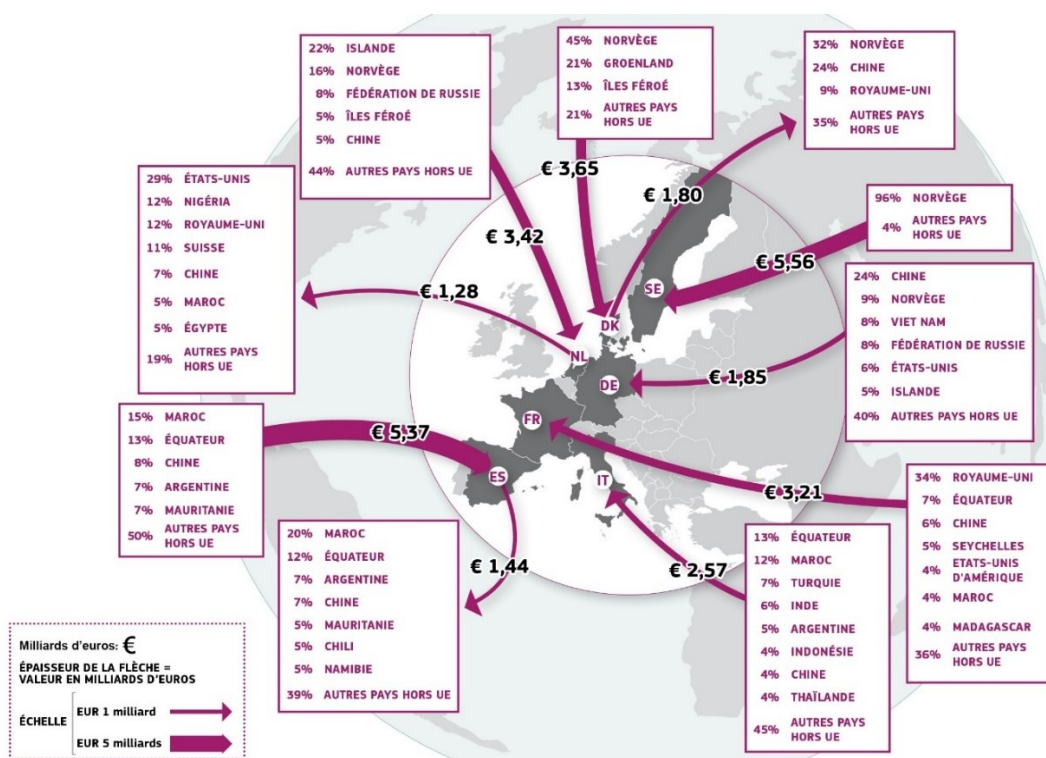 22% ISLANDE
16% NORVÈGE
8% FÉDÉRATION DE RUSSIE
5% ÎLES FÉROÉ
5% CHINE
44% AUTRES PAYS HORS UE
45% NORVÈGE
21% GROENLAND
13% ÎLES FÉROÉ
21% AUTRES PAYS
HORS UE
32% NORVÈGE
24% CHINE
9% ROYAUME-UNI
35% AUTRES PAYS
HORS UE
29% ÉTATS-UNIS
12% NIGÉRIA
12% ROYAUME-UNI
11% SUISSE
7% CHINE
5% MAROC
5% ÉGYPTE
19% AUTRES PAYS
HORS UE
€ 3,65
€ 1,80
€ 3,42
€ 1,28
96% NORVÈGE
4% AUTRES PAYS
HORS UE
€ 5,56
SE
DK
NL
DE
€ 1,85
24% CHINE
9% NORVÈGE
8% VIET NAM
8% FÉDÉRATION DE RUSSIE
6% ÉTATS-UNIS
5% ISLANDE
40% AUTRES PAYS HORS UE
15% MAROC
13% ÉQUATEUR
8% CHINE
7% ARGENTINE
7% MAURITANIE
50% AUTRES PAYS
HORS UE
€ 5,37
FR
ES
IT
€ 3,21
€ 1,44
€ 2,57
34% ROYAUME-UNI
7% ÉQUATEUR
6% CHINE
5% SEYCHELLES
4% ETATS-UNIS
D'AMÉRIQUE
4% MAROC
4% MADAGASCAR
36% AUTRES PAYS
HORS UE
20% MAROC
12% ÉQUATEUR
7% ARGENTINE
7% CHINE
5% MAURITANIE
5% CHILI
5% NAMIBIE
39% AUTRES PAYS HORS UE
13% ÉQUATEUR
12% MAROC
7% TURQUIE
6% INDE
5% ARGENTINE
4% INDONÉSIE
4% CHINE
4% THAÏLANDE
45% AUTRES PAYS
HORS UE
Milliards d'euros: €
ÉPAISSEUR DE LA FLÈCHE =
VALEUR EN MILLIARDS D'EUROS
ÉCHELLE
EUR 1 milliard
EUR 5 milliards